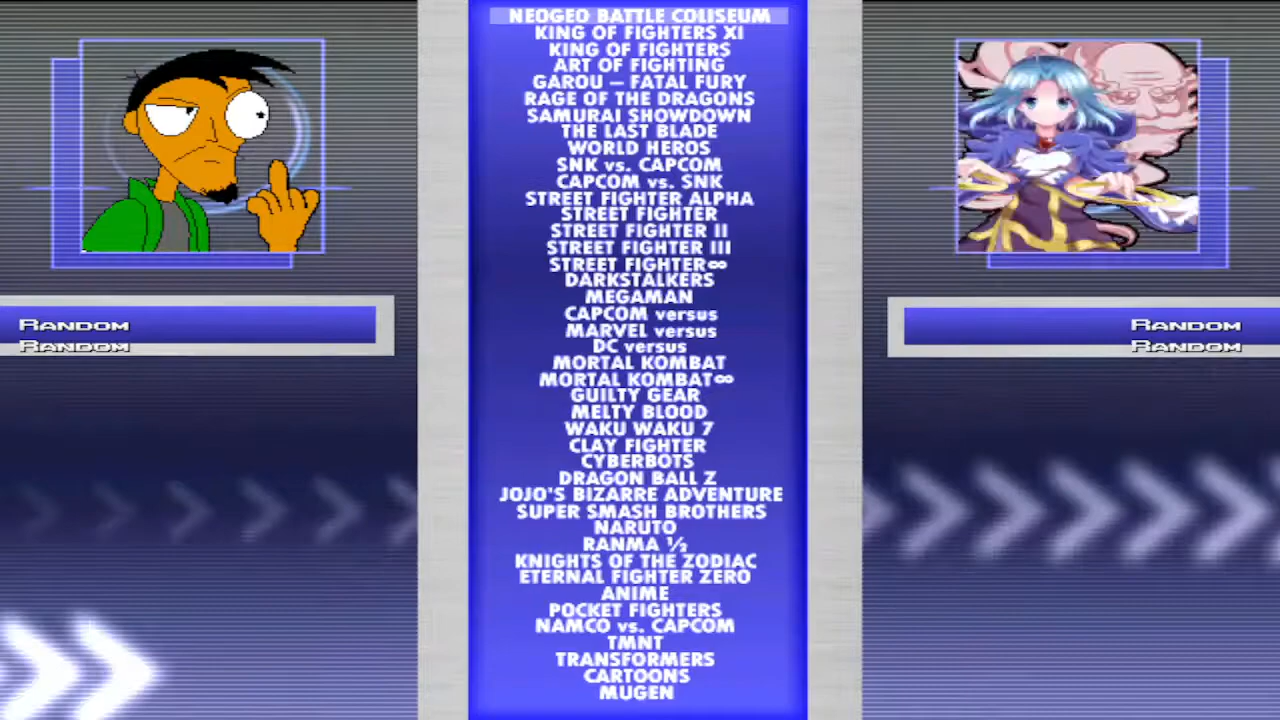 NEOGEO BATTLE COLISEUM
KING OF FIGHTERS XI
KING OF FIGHTERS
ART OF FIGHTING
GAROU – FATAL FURY
RAGE OF THE DRAGONS
SAMURAI SHOWDOWN
THE LAST BLADE
WORLD HEROS
SNK vs. CAPCOM
CAPCOM vs. SNK
STREET FIGHTER ALPHA
STREET FIGHTER
STREET FIGHTER II
STREET FIGHTER III
STREET FIGHTER∞
DARKSTALKERS
MEGAMAN
CAPCOM versus
MARVEL versus
DC versus
MORTAL KOMBAT
MORTAL KOMBAT∞
GUILTY GEAR
MELTY BLOOD
WAKU WAKU 7
CLAY FIGHTER
CYBERBOTS
DRAGON BALL Z
JOJO'S BIZARRE ADVENTURE
SUPER SMASH BROTHERS
NARUTO
RANMA ½
KNIGHTS OF THE ZODIAC
ETERNAL FIGHTER ZERO
ANIME
POCKET FIGHTERS
NAMCO vs. CAPCOM
TMNT
TRANSFORMERS
CARTOONS
MUGEN
Random
Random
Random
Random